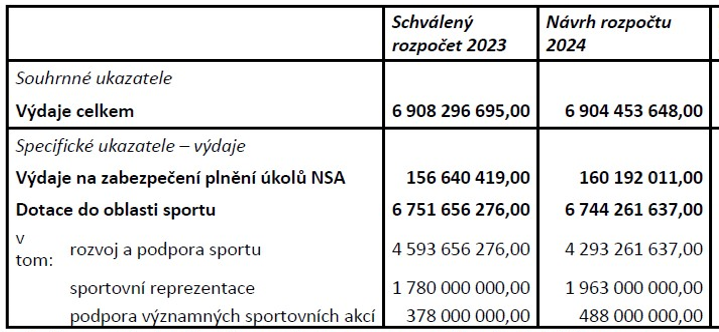 Schválený rozpočet 2023 Návrh rozpočtu 2024
Souhrnné ukazatele
Výdaje celkem 6 908 296 695,00 6 904 453 648,00
Specifické ukazatele – výdaje
Výdaje na zabezpečení plnění úkolů NSA 156 640 419,00 160 192 011,00
Dotace do oblasti sportu 6 751 656 276,00 6 744 261 637,00
v tom: rozvoj a podpora sportu 4 593 656 276,00 4 293 261 637,00
sportovní reprezentace 1 780 000 000,00 1 963 000 000,00
podpora významných sportovních akcí 378 000 000,00 488 000 000,00